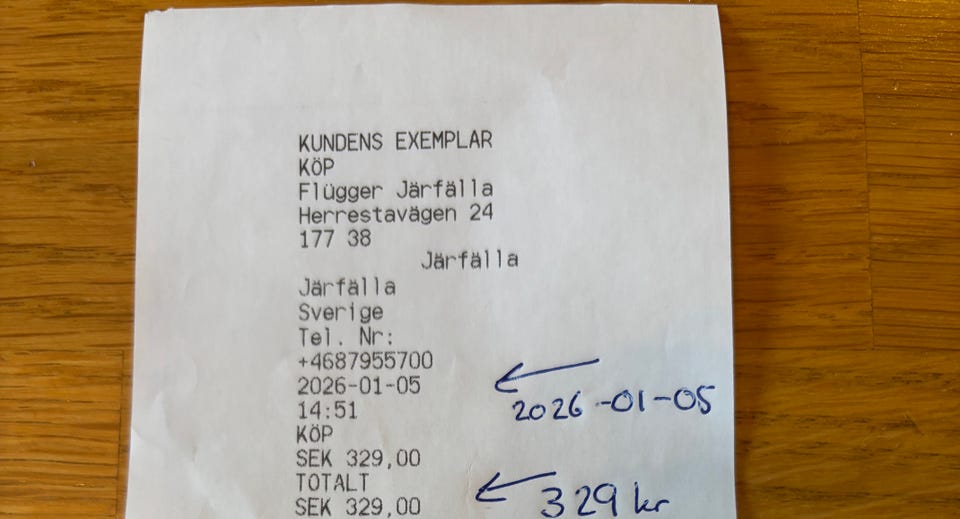 KUNDENS EXEMPLAR
KÖP
Flügger Järfälla
Herrestavägen 24
177 38
Järfälla
Järfälla
Sverige
Tel. Nr:
+4687955700
2026-01-05
2026-01-05
14:51
KÖP
SEK 329,00
TOTALT
SEK 329,00
329 kr